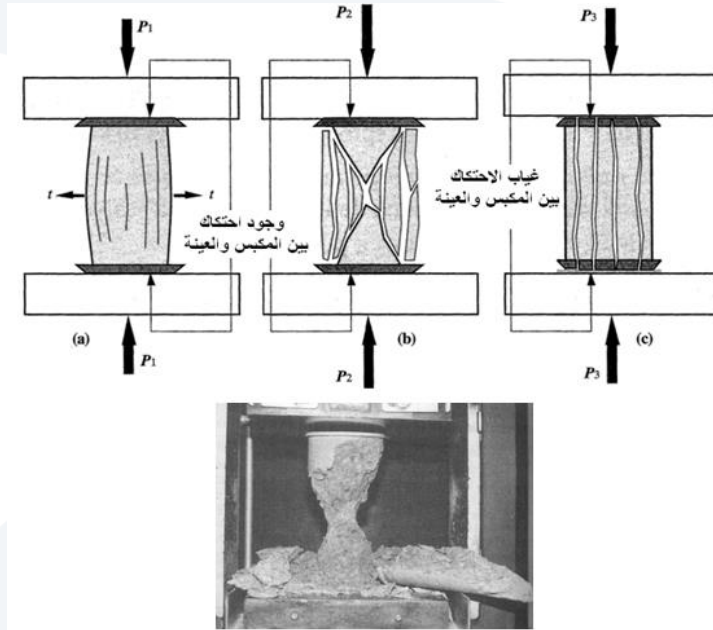 P1
P2
P3
t
t
وجود احتكاك
بين المكبس والعينة
غياب الاحتكاك
بين المكبس والعينة
(a)
(b)
(c)
P1
P2
P3